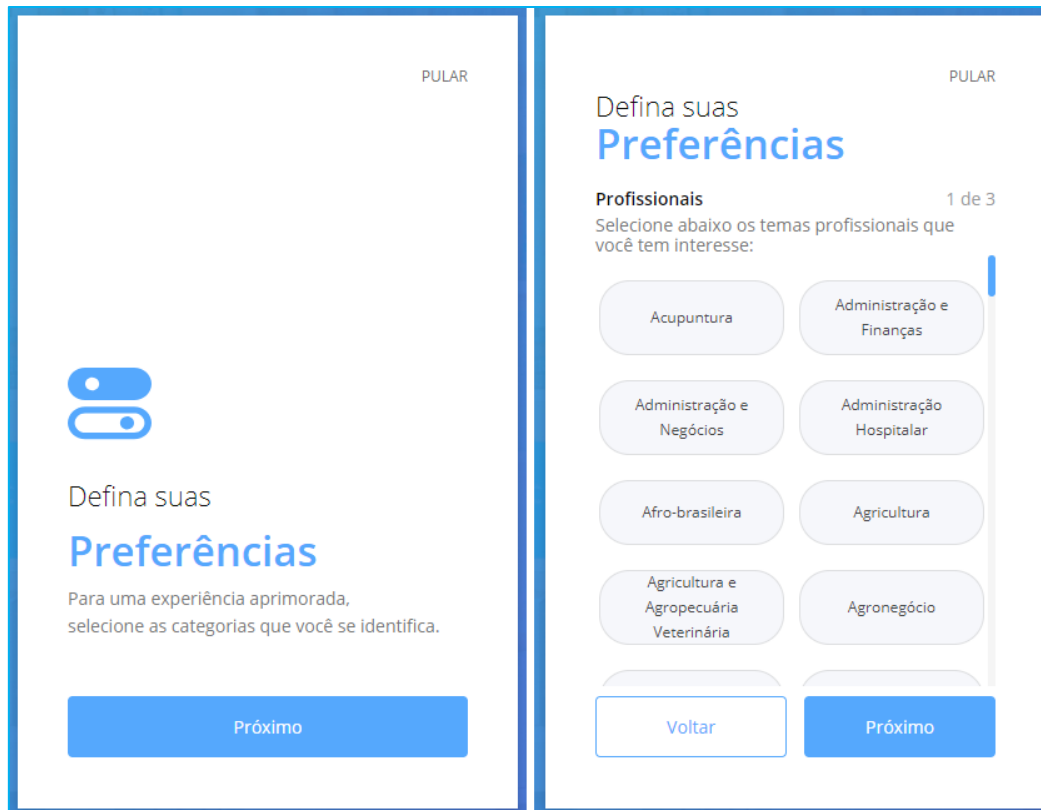 PULAR
Defina suas
Preferências
Para uma experiência aprimorada,
selecione as categorias que você se identifica.
Próximo
PULAR
Defina suas
Preferências
Profissionais 1 de 3
Selecione abaixo os temas profissionais que
você tem interesse:
Acupuntura
Administração e
Finanças
Administração e
Negócios
Administração
Hospitalar
Afro-brasileira
Agricultura
Agricultura e
Agropecuária
Veterinária
Agronegócio
Voltar
Próximo